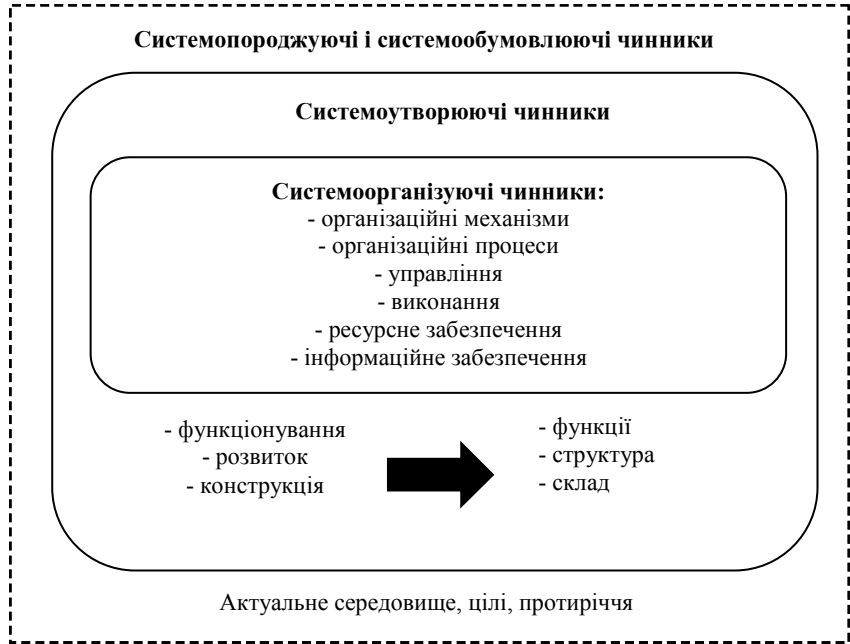 Системопороджуючі і системообумовлюючі чинники
Системоутворюючі чинники
Системоорганізуючі чинники:
- організаційні механізми
- організаційні процеси
- управління
- виконання
- ресурсне забезпечення
- інформаційне забезпечення
- функціонування
- розвиток
- конструкція
- функції
- структура
- склад
Актуальне середовище, цілі, протиріччя